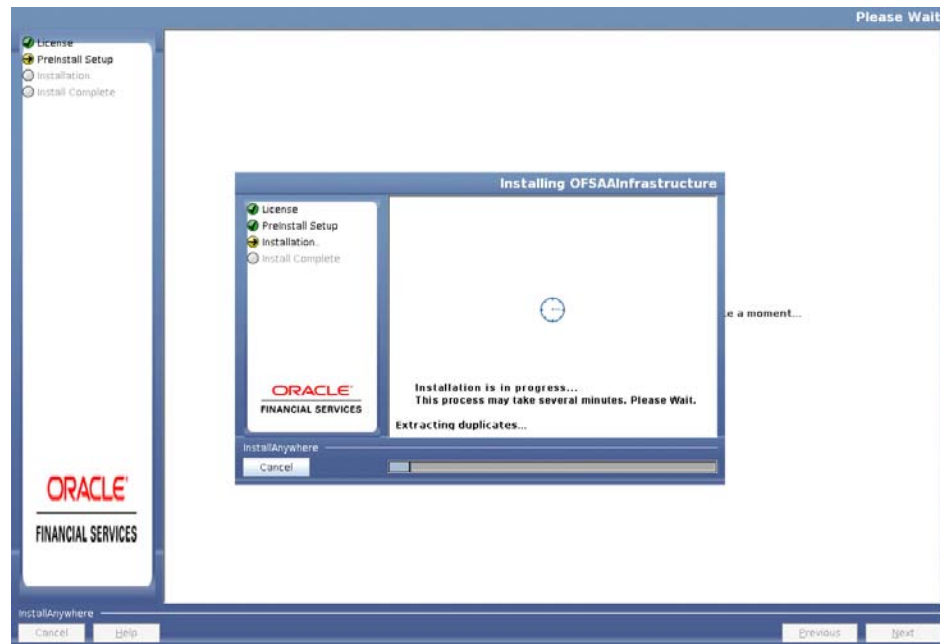 Please Wait
License
PreInstall Setup
Installation
Install Complete
Installing OFSAAInfrastructure
License
PreInstall Setup
Installation..
Install Complete
e a moment...
ORACLE
FINANCIAL SERVICES
Installation is in progress...
This process may take several minutes. Please Wait.
Extracting duplicates...
InstallAnywhere
Cancel
ORACLE
FINANCIAL SERVICES
InstallAnywhere
Cancel
Help
Previous
Next